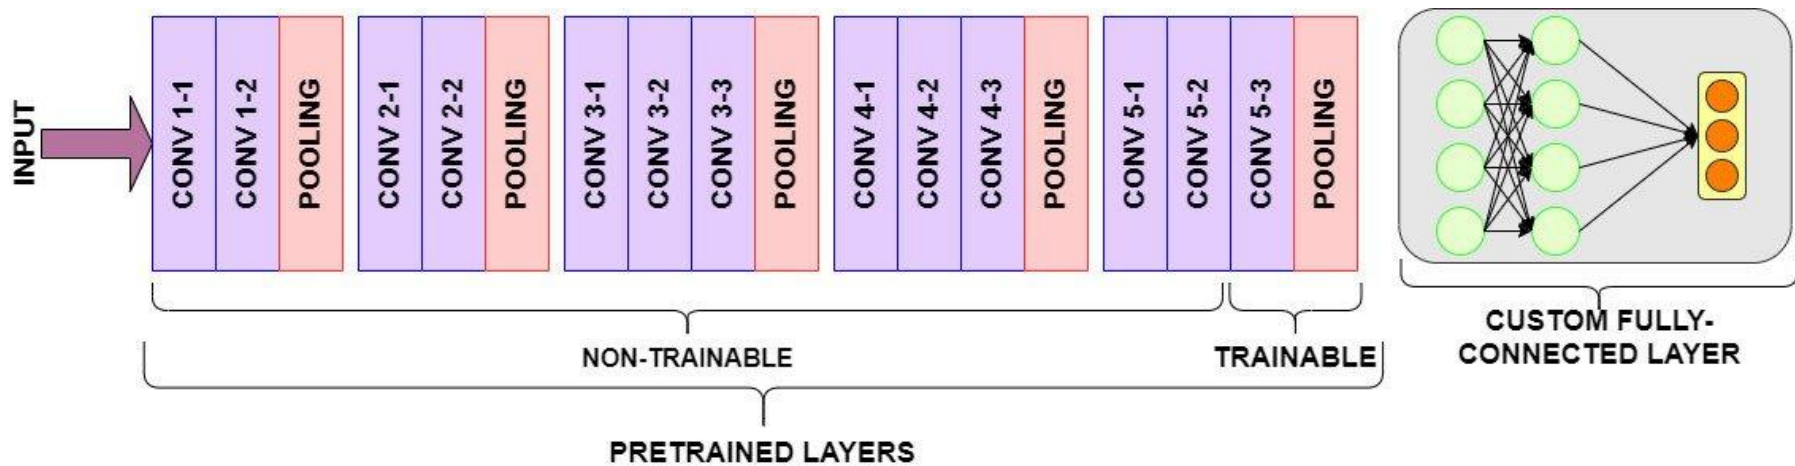 INPUT
CONV 1-1
CONV 1-2
POOLING
CONV 2-1
CONV 2-2
POOLING
CONV 3-1
CONV 3-2
CONV 3-3
POOLING
CONV 4-1
CONV 4-2
CONV 4-3
POOLING
CONV 5-1
CONV 5-2
CONV 5-3
POOLING
NON-TRAINABLE
TRAINABLE
CUSTOM FULLY-
CONNECTED LAYER
PRETRAINED LAYERS